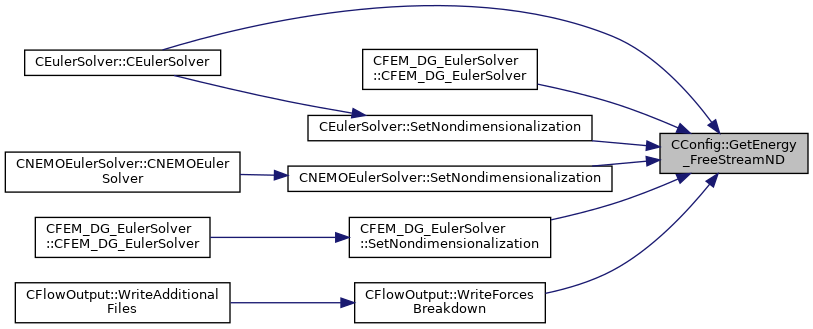 CEulerSolver::CEulerSolver
CFEM_DG_EulerSolver
::CFEM_DG_EulerSolver
CEulerSolver::SetNondimensionalization
CConfig::GetEnergy
_FreeStreamND
CNEMOEulerSolver::CNEMOEuler
Solver
CNEMOEulerSolver::SetNondimensionalization
CFEM_DG_EulerSolver
::CFEM_DG_EulerSolver
CFEM_DG_EulerSolver
::SetNondimensionalization
CFlowOutput::WriteAdditional
Files
CFlowOutput::WriteForces
Breakdown